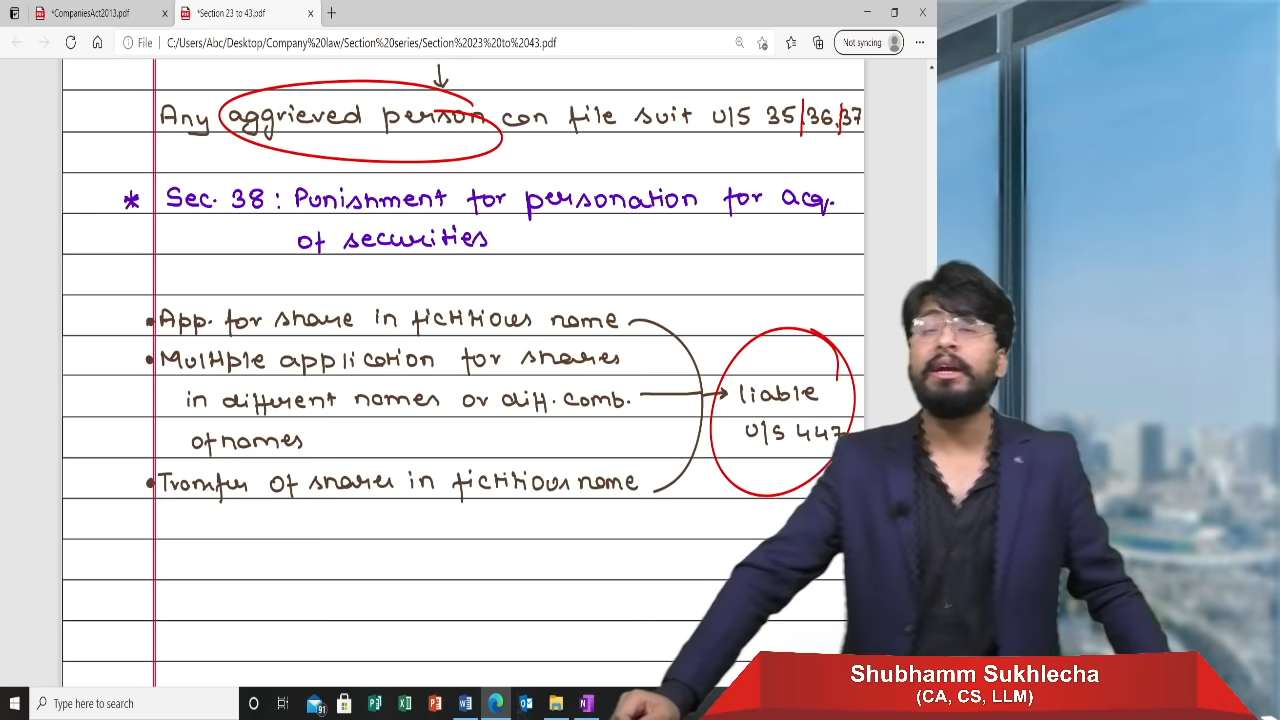 *CompaniesAct2013.pdf
*Section 23 to 43.pdf
File
C:/Users/Abc/Desktop/Company%20law/Section%20series/Section%2023%20to%2043.pdf
Not syncing
Any aggrieved person can file suit u/s 35,36,37
* Sec. 38 : Punishment for personation for acq.
of securities
• App. for share in fictitious name
• Multiple application for shares
in different names or diff. comb.
of names
• Transfer of shares in fictitious name
liable
u/s 447
Shubhamm Sukhlecha
(CA, CS, LLM)
Type here to search
91